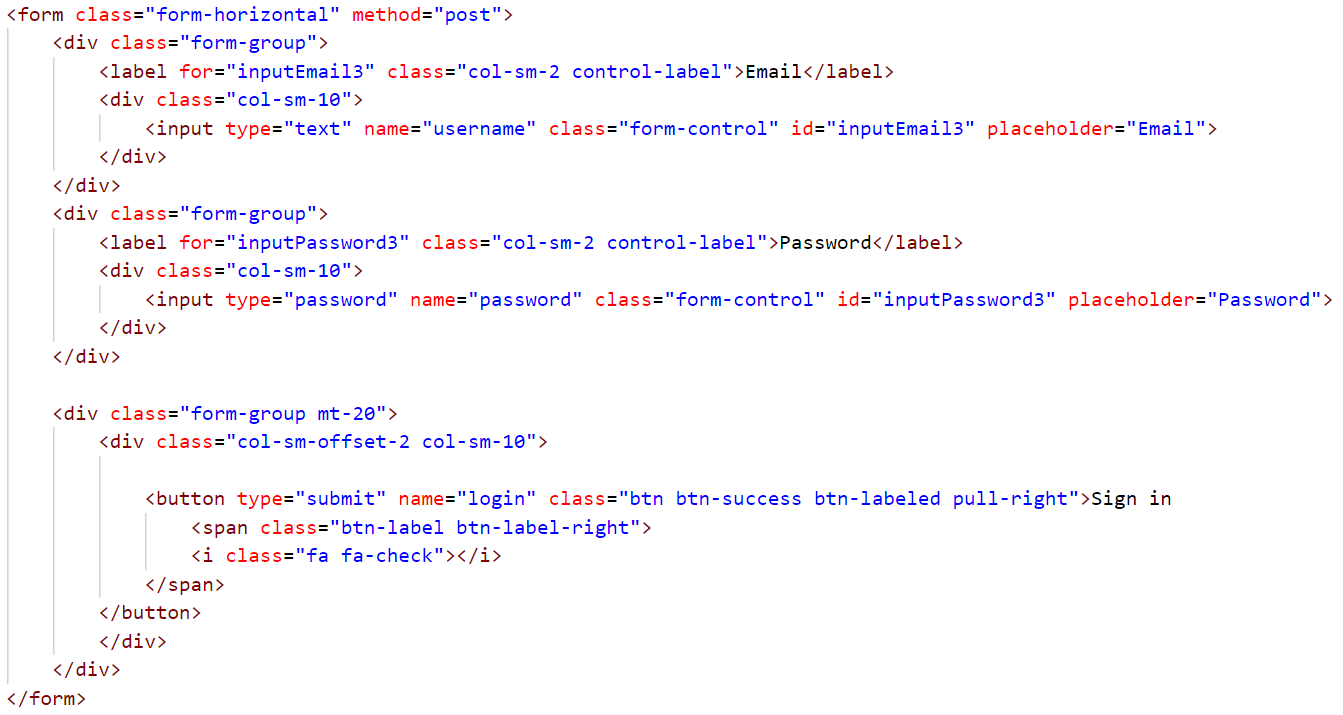 <form class="form-horizontal" method="post">
    <div class="form-group">
        <label for="inputEmail3" class="col-sm-2 control-label">Email</label>
        <div class="col-sm-10">
            <input type="text" name="username" class="form-control" id="inputEmail3" placeholder="Email">
        </div>
    </div>
    <div class="form-group">
        <label for="inputPassword3" class="col-sm-2 control-label">Password</label>
        <div class="col-sm-10">
            <input type="password" name="password" class="form-control" id="inputPassword3" placeholder="Password">
        </div>
    </div>

    <div class="form-group mt-20">
        <div class="col-sm-offset-2 col-sm-10">

            <button type="submit" name="login" class="btn btn-success btn-labeled pull-right">Sign in
                <span class="btn-label btn-label-right">
                <i class="fa fa-check"></i>
            </span>
        </button>
        </div>
    </div>
</form>